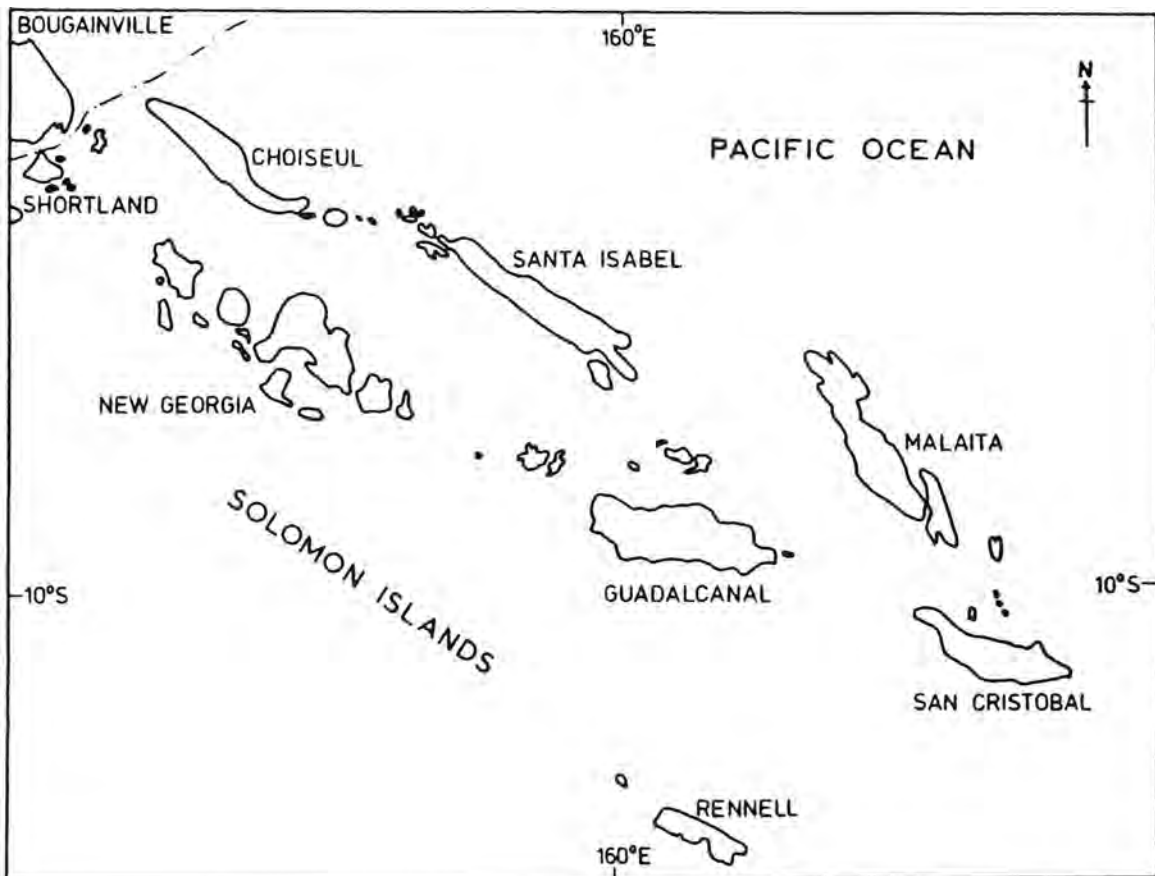 BOUGAINVILLE
160°E
N
PACIFIC OCEAN
CHOISEUL
SHORTLAND
SANTA ISABEL
NEW GEORGIA
MALAITA
SOLOMON ISLANDS
10°S
GUADALCANAL
10°S
SAN CRISTOBAL
RENNELL
160°E